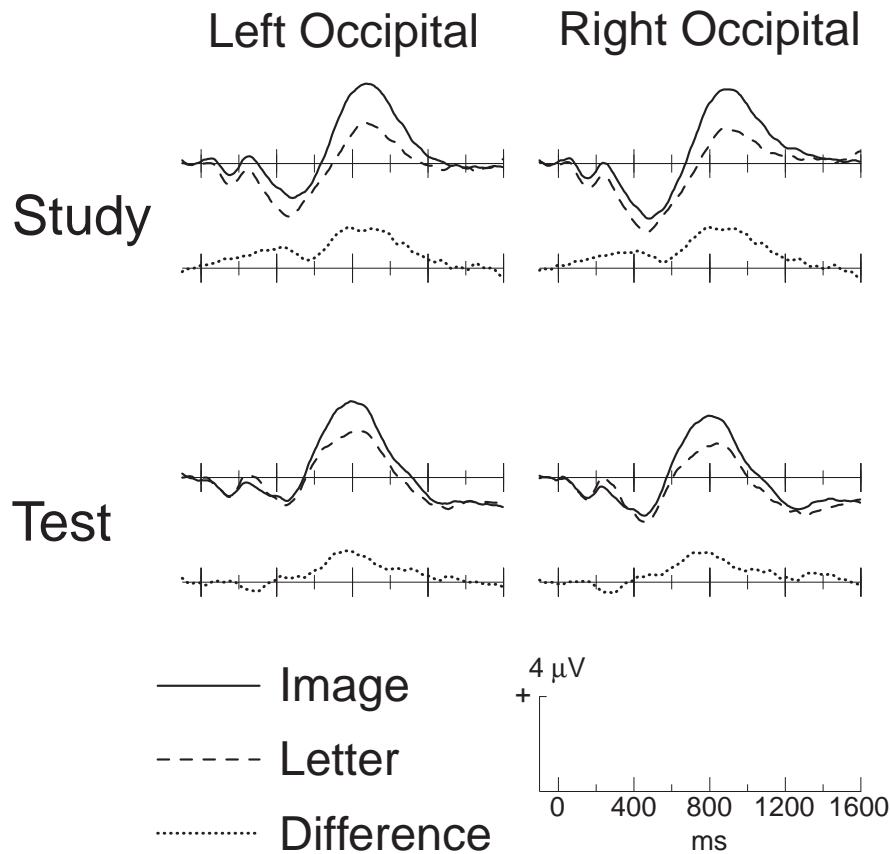 Left Occipital
Right Occipital
Study
Test
Image
Letter
Difference
4 μV
+
0 400 800 1200 1600
ms